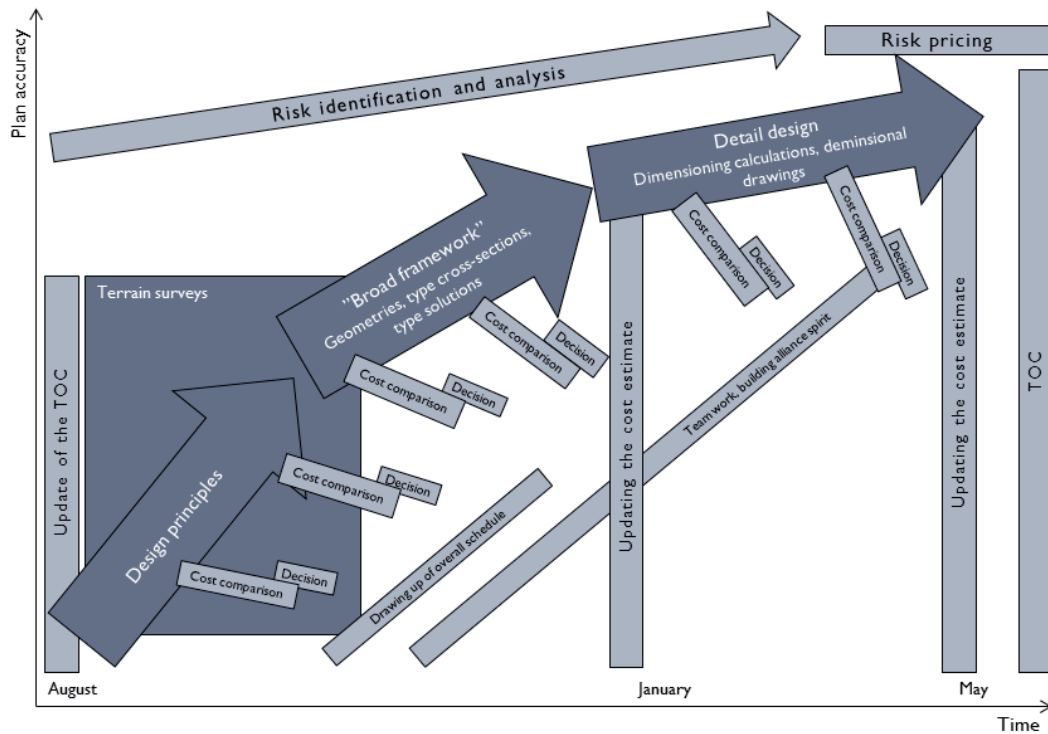 Plan accuracy
Risk identification and analysis
Risk pricing
Detail design
Dimensioning calculations, deminsional
drawings
"Broad framework"
Geometries, type cross-sections,
type solutions
Terrain surveys
Design principles
Update of the TOC
Cost comparison
Decision
Cost comparison
Decision
Cost comparison
Decision
Cost comparison
Decision
Cost comparison
Decision
Cost comparison
Decision
Drawing up of overall schedule
Team work, building alliance spirit
Updating the cost estimate
Updating the cost estimate
TOC
August
January
May
Time